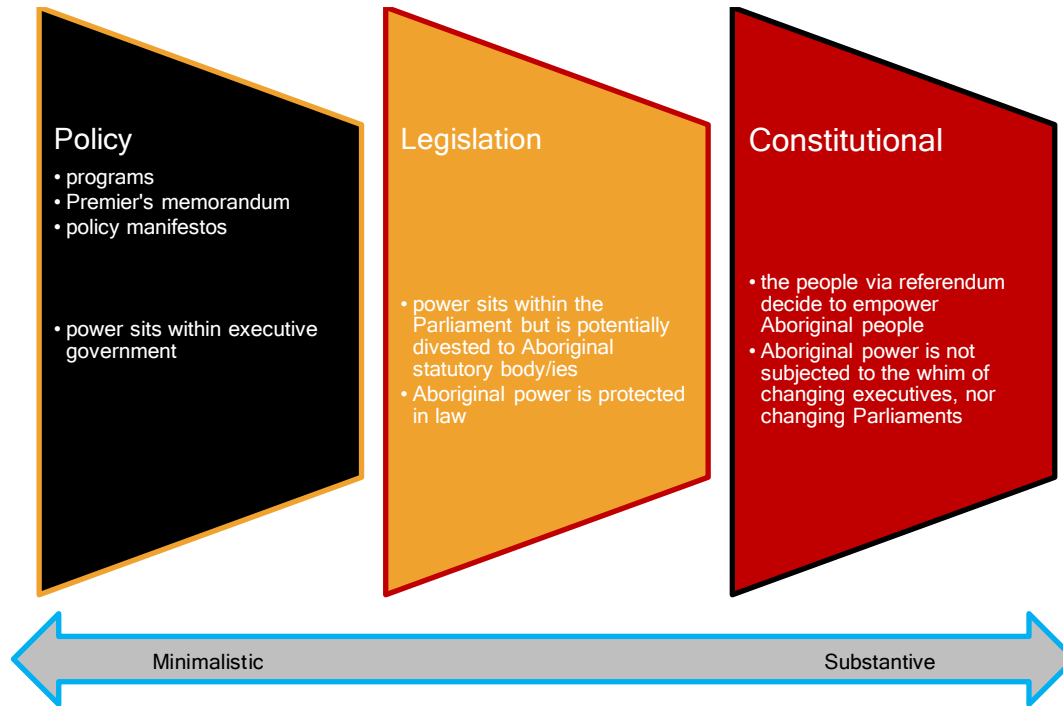 Policy
• programs
• Premier's memorandum
• policy manifestos
• power sits within executive
government
Legislation
• power sits within the
Parliament but is potentially
divested to Aboriginal
statutory body/ies
• Aboriginal power is protected
in law
Constitutional
• the people via referendum
decide to empower
Aboriginal people
• Aboriginal power is not
subjected to the whim of
changing executives, nor
changing Parliaments
Minimalistic
Substantive